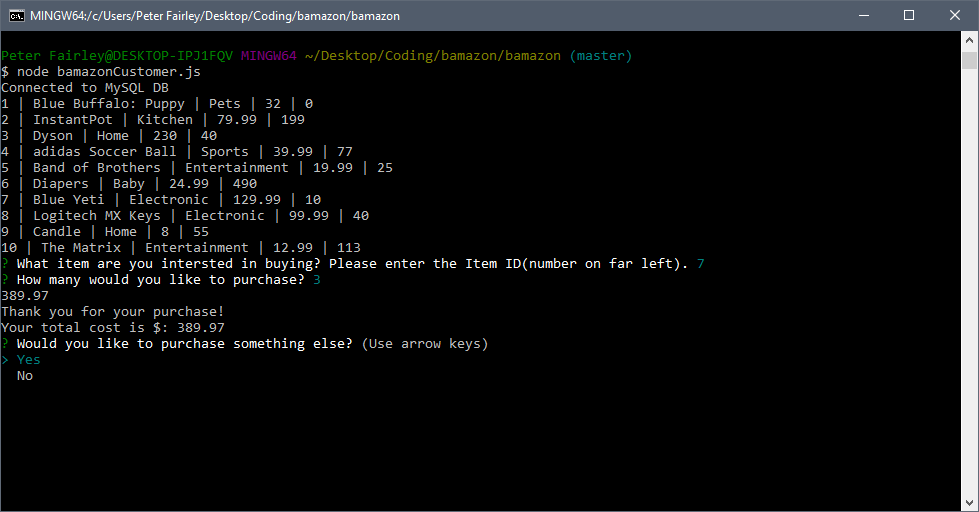 MINGW64:/c/Users/Peter Fairley/Desktop/Coding/bamazon/bamazon
Peter Fairley@DESKTOP-IPJ1FQV MINGW64 ~/Desktop/Coding/bamazon/bamazon (master)
$ node bamazonCustomer.js
Connected to MySQL DB
1 | Blue Buffalo: Puppy | Pets | 32 | 0
2 | InstantPot | Kitchen | 79.99 | 199
3 | Dyson | Home | 230 | 40
4 | adidas Soccer Ball | Sports | 39.99 | 77
5 | Band of Brothers | Entertainment | 19.99 | 25
6 | Diapers | Baby | 24.99 | 490
7 | Blue Yeti | Electronic | 129.99 | 10
8 | Logitech MX Keys | Electronic | 99.99 | 40
9 | Candle | Home | 8 | 55
10 | The Matrix | Entertainment | 12.99 | 113
? What item are you intersted in buying? Please enter the Item ID(number on far left). 7
? How many would you like to purchase? 3
389.97
Thank you for your purchase!
Your total cost is $: 389.97
? Would you like to purchase something else? (Use arrow keys)
> Yes
  No